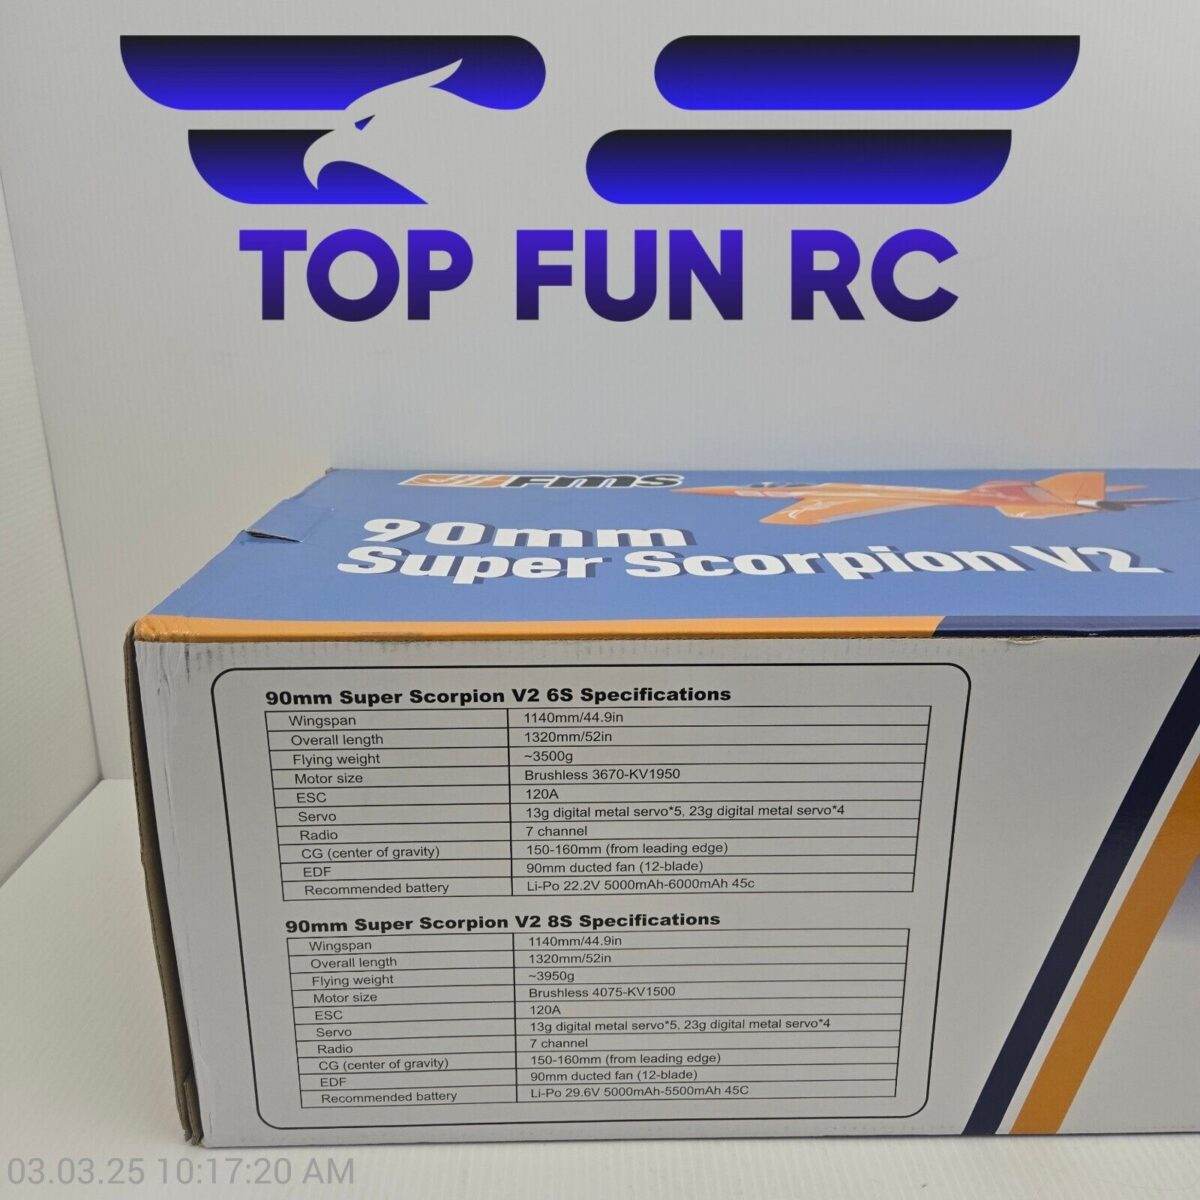 TOP FUN RC
fms
90mm
Super Scorpion V2
90mm Super Scorpion V2 6S Specifications
Wingspan 1140mm/44.9in
Overall length 1320mm/52in
Flying weight ~3500g
Motor size Brushless 3670-KV1950
ESC 120A
Servo 13g digital metal servo*5, 23g digital metal servo*4
Radio 7 channel
CG (center of gravity) 150-160mm (from leading edge)
EDF 90mm ducted fan (12-blade)
Recommended battery Li-Po 22.2V 5000mAh-6000mAh 45c
90mm Super Scorpion V2 8S Specifications
Wingspan 1140mm/44.9in
Overall length 1320mm/52in
Flying weight ~3950g
Motor size Brushless 4075-KV1500
ESC 120A
Servo 13g digital metal servo*5, 23g digital metal servo*4
Radio 7 channel
CG (center of gravity) 150-160mm (from leading edge)
EDF 90mm ducted fan (12-blade)
Recommended battery Li-Po 29.6V 5000mAh-5500mAh 45C
03.03.25 10:17:20 AM